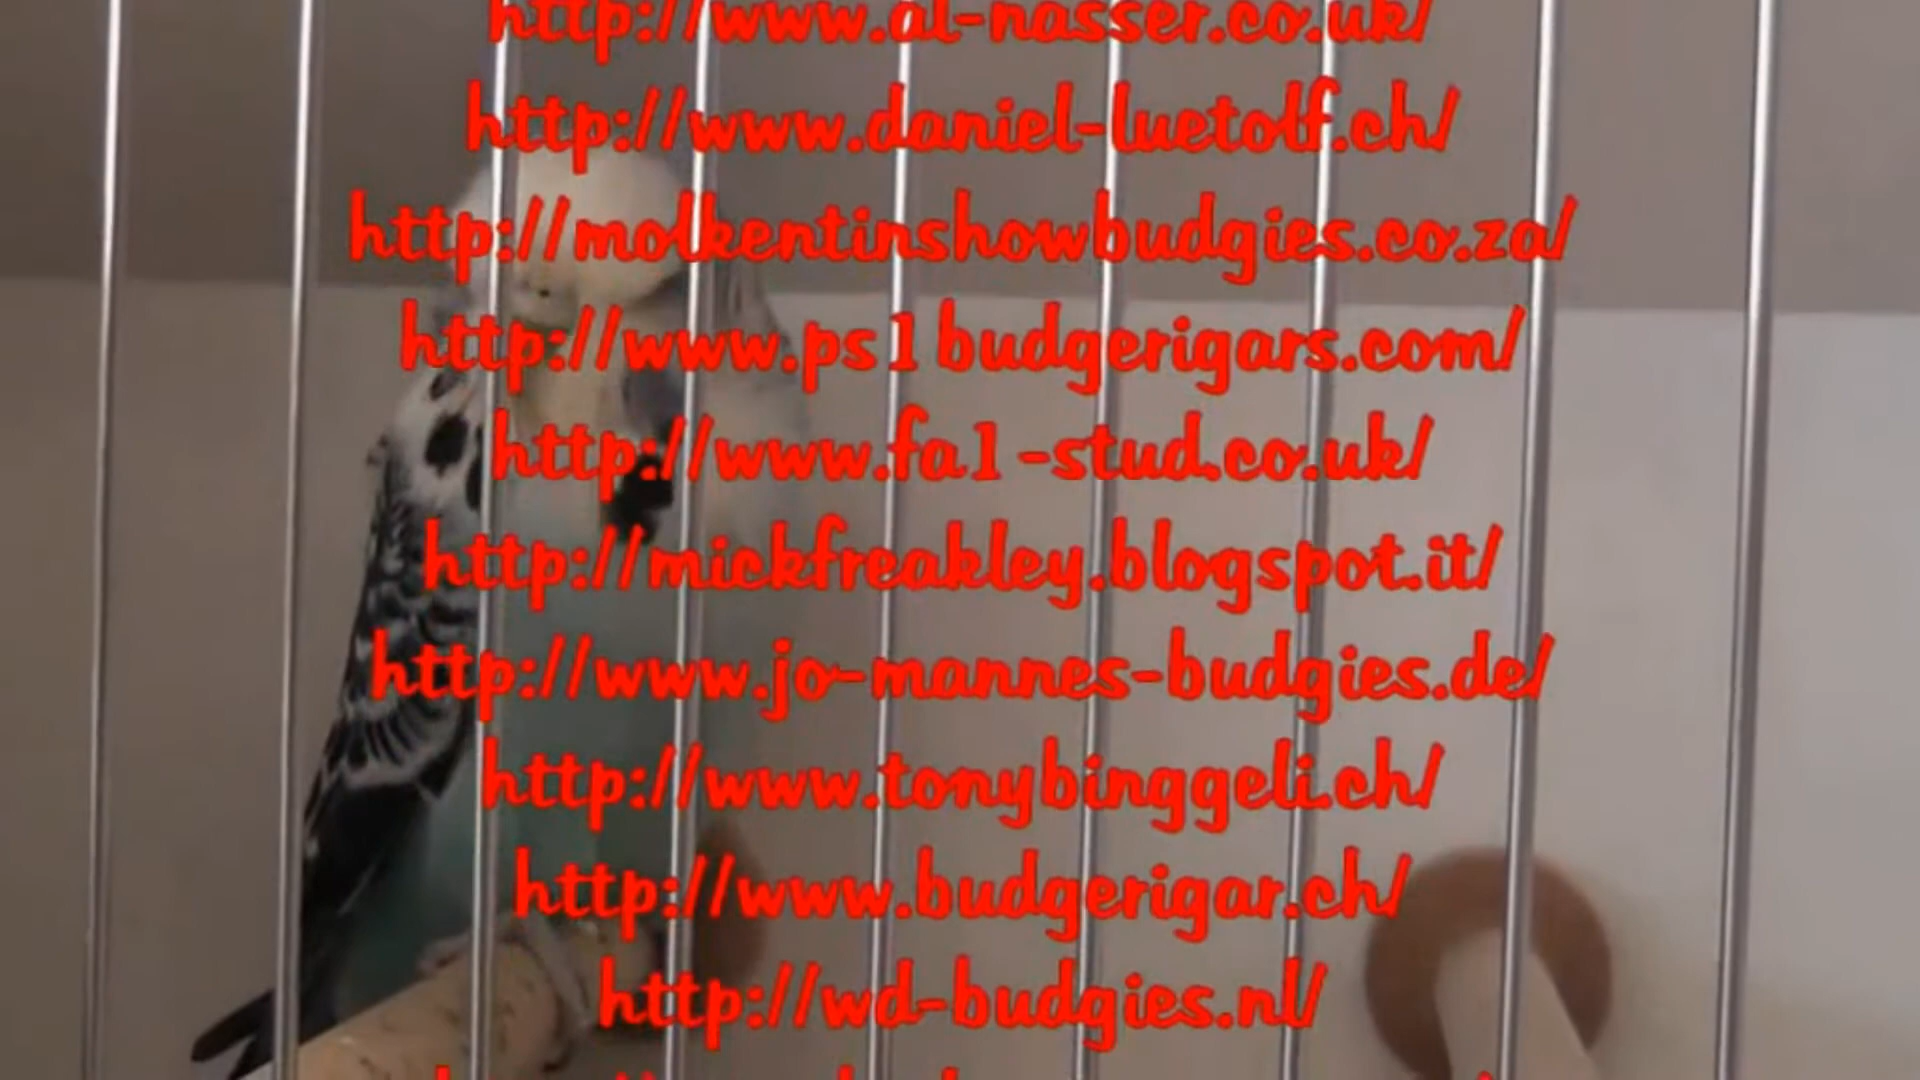 http://www.al-nasser.co.uk/
http://www.daniel-luetolf.ch/
http://molkentinshowbudgies.co.za/
http://www.ps1budgerigars.com/
http://www.fa1-stud.co.uk/
http://mickfreakley.blogspot.it/
http://www.jo-mannes-budgies.de/
http://www.tonybinggeli.ch/
http://www.budgerigar.ch/
http://wd-budgies.nl/